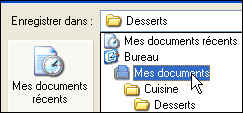 Enregistrer dans : Desserts
Mes documents récents
Bureau
Mes documents
Cuisine
Desserts
Mes documents
récents